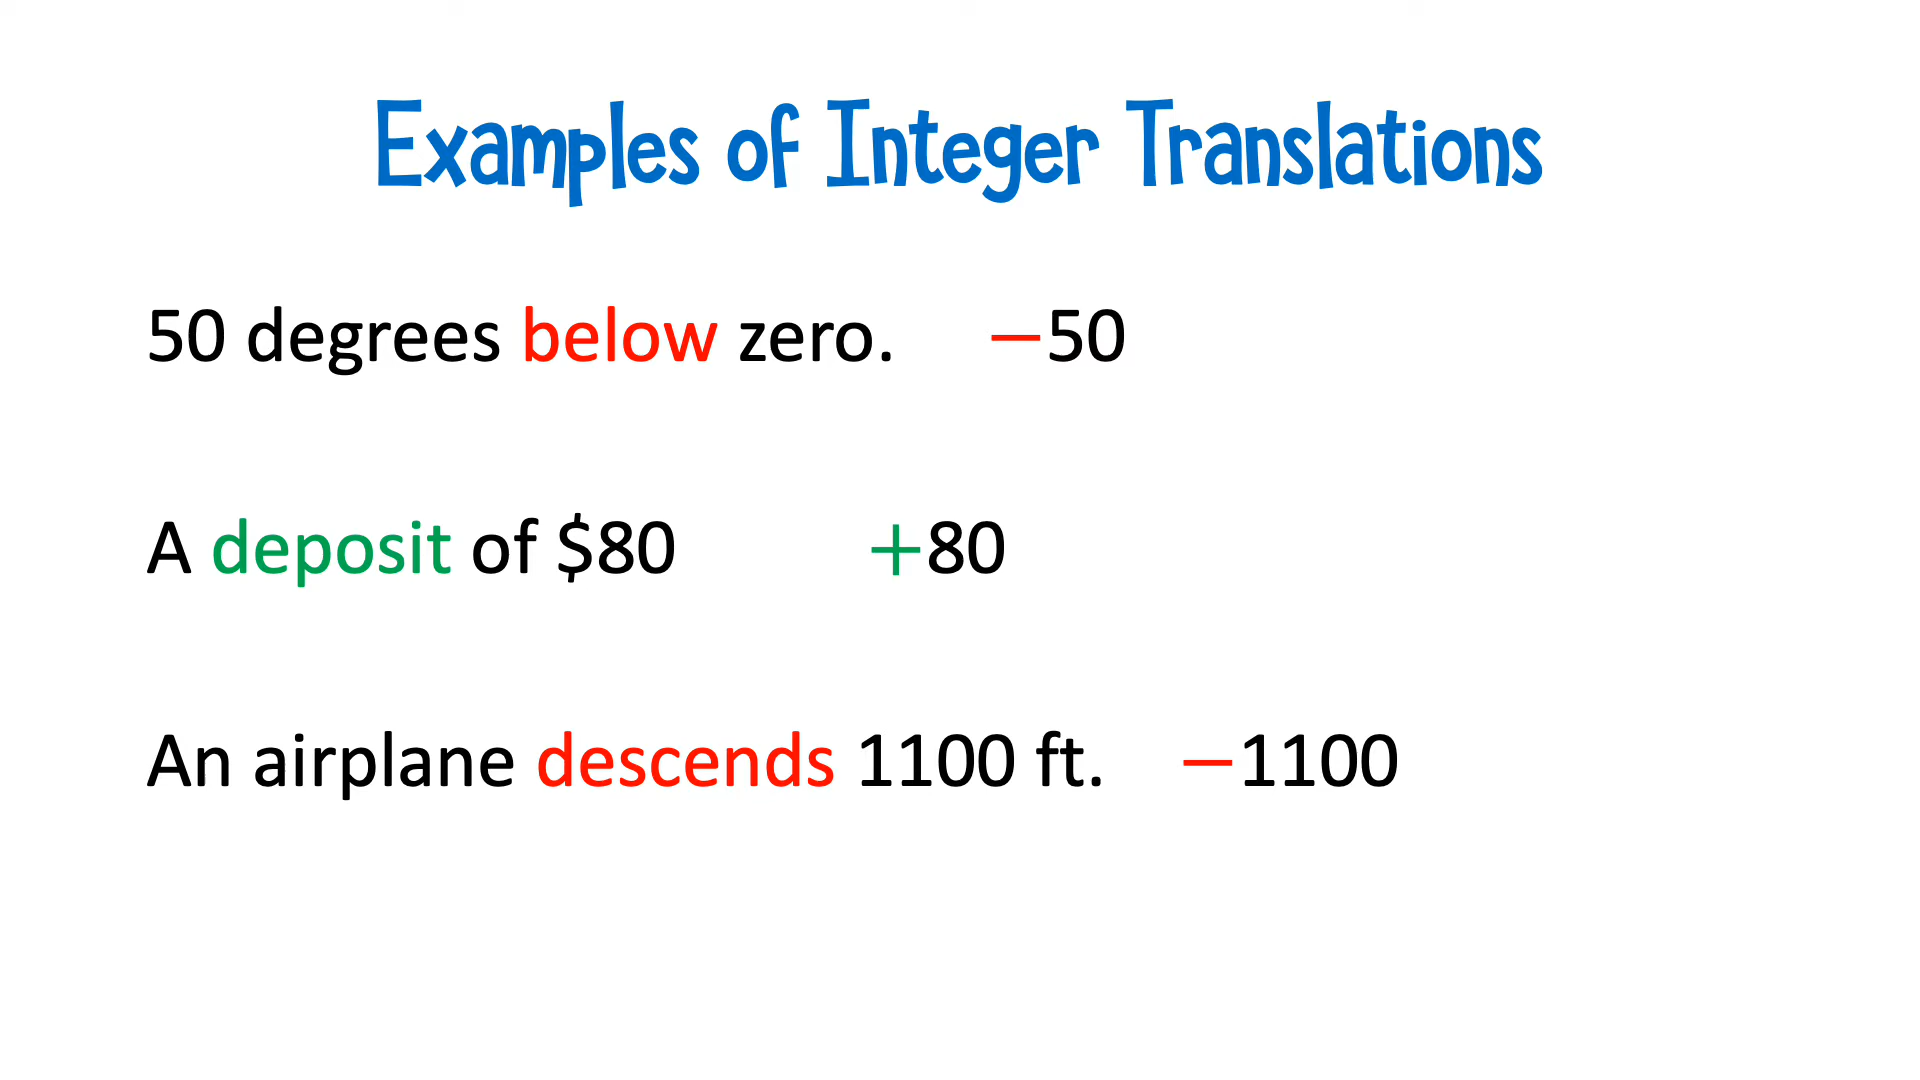 Examples of Integer Translations
50 degrees below zero. −50
A deposit of $80 +80
An airplane descends 1100 ft. −1100